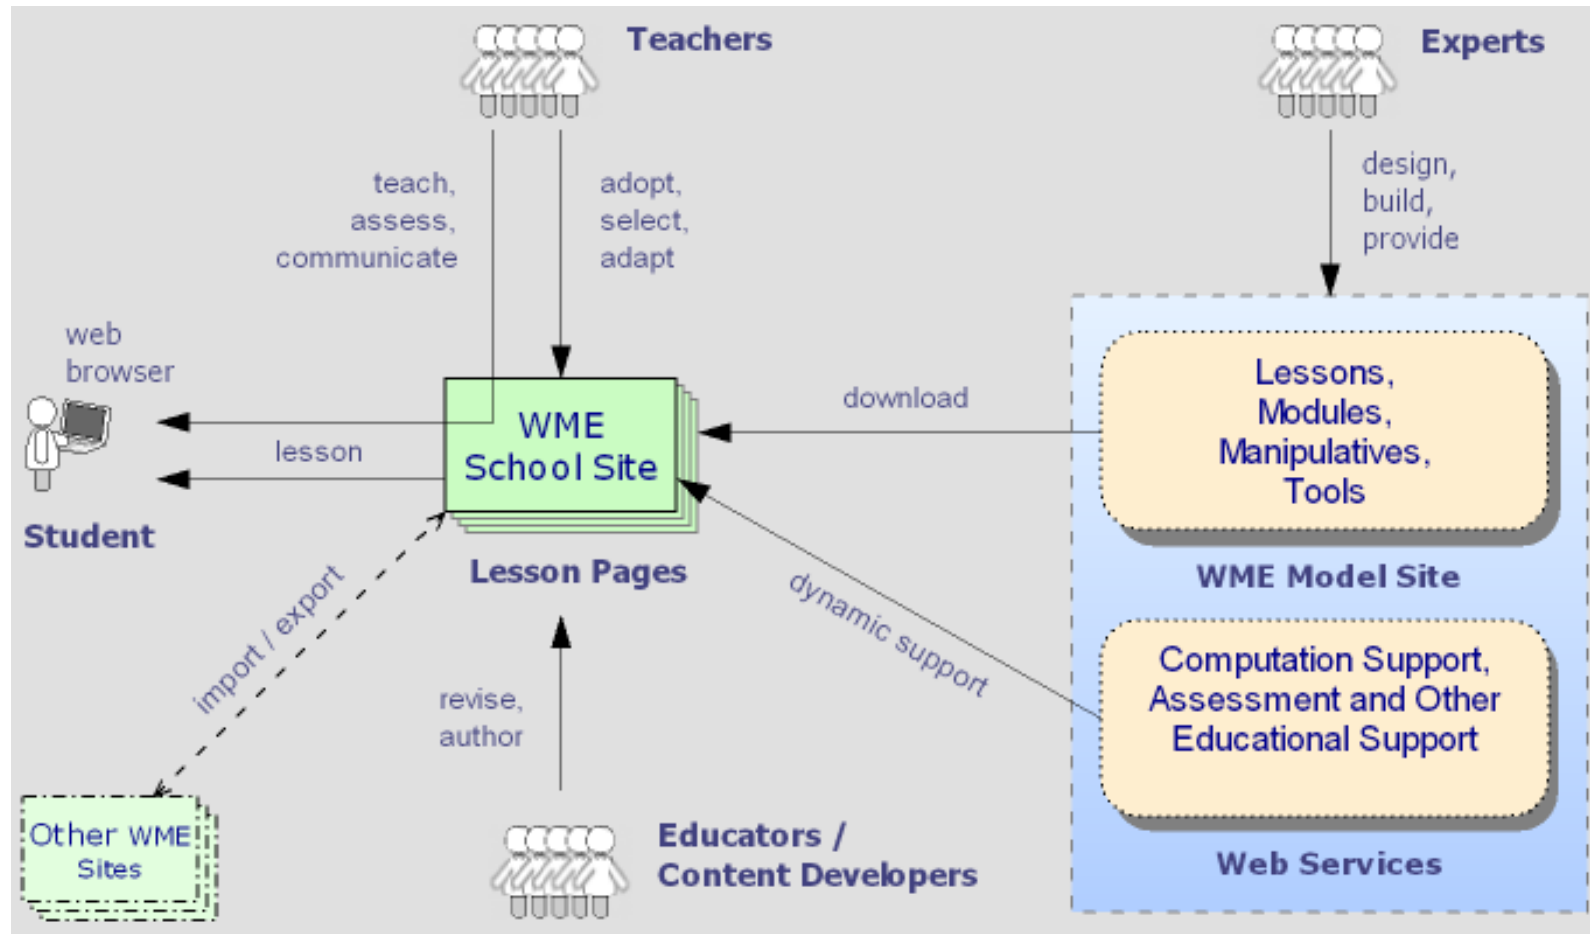 Teachers
Experts
teach,
assess,
communicate
adopt,
select,
adapt
design,
build,
provide
web
browser
Student
lesson
WME
School Site
Lesson Pages
download
dynamic support
Lessons,
Modules,
Manipulatives,
Tools
WME Model Site
Computation Support,
Assessment and Other
Educational Support
Web Services
import / export
revise,
author
Other WME
Sites
Educators /
Content Developers